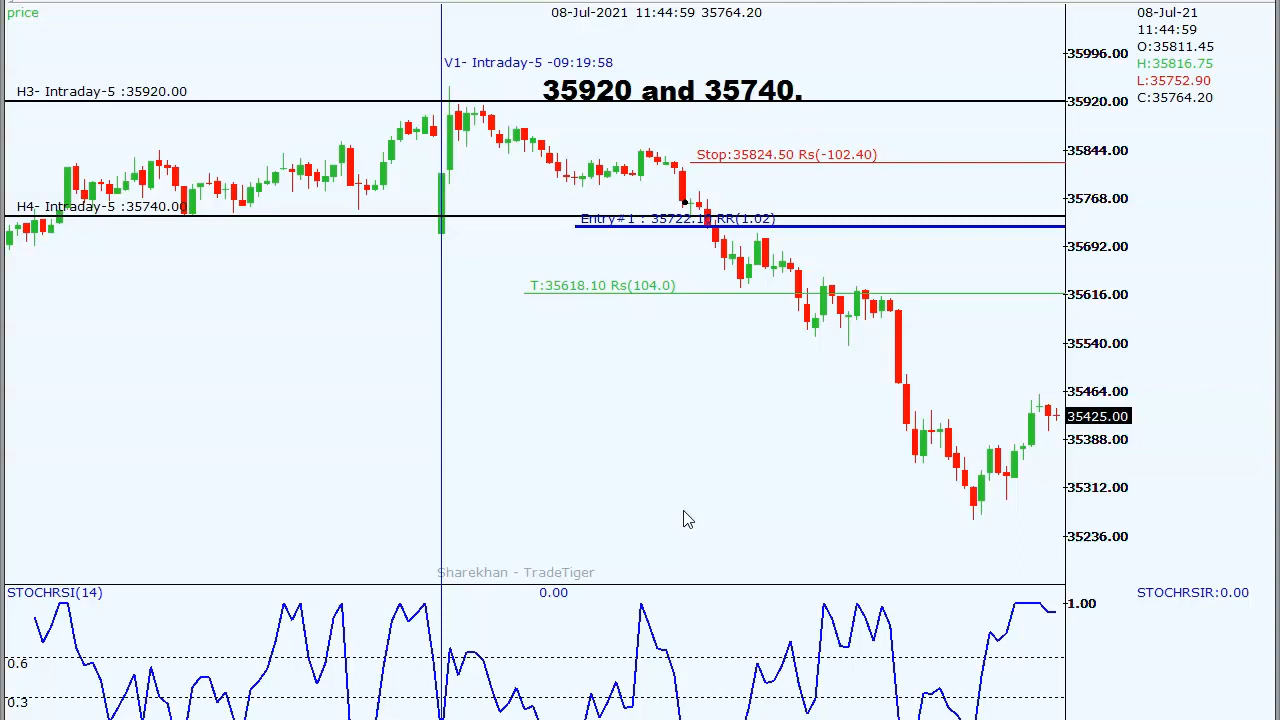 price
08-Jul-2021 11:44:59 35764.20
08-Jul-21
11:44:59
O:35811.45
H:35816.75
L:35752.90
C:35764.20
V1- Intraday-5 -09:19:58
H3- Intraday-5 :35920.00
35920 and 35740.
Stop:35824.50 Rs(-102.40)
H4- Intraday-5 :35740.00
RR(1.02)
T:35618.10 Rs(104.0)
35996.00
35920.00
35844.00
35768.00
35692.00
35616.00
35540.00
35464.00
35425.00
35388.00
35312.00
35236.00
Sharekhan - TradeTiger
STOCHRSI(14)
0.00
1.00
STOCHRSIR:0.00
0.6
0.3